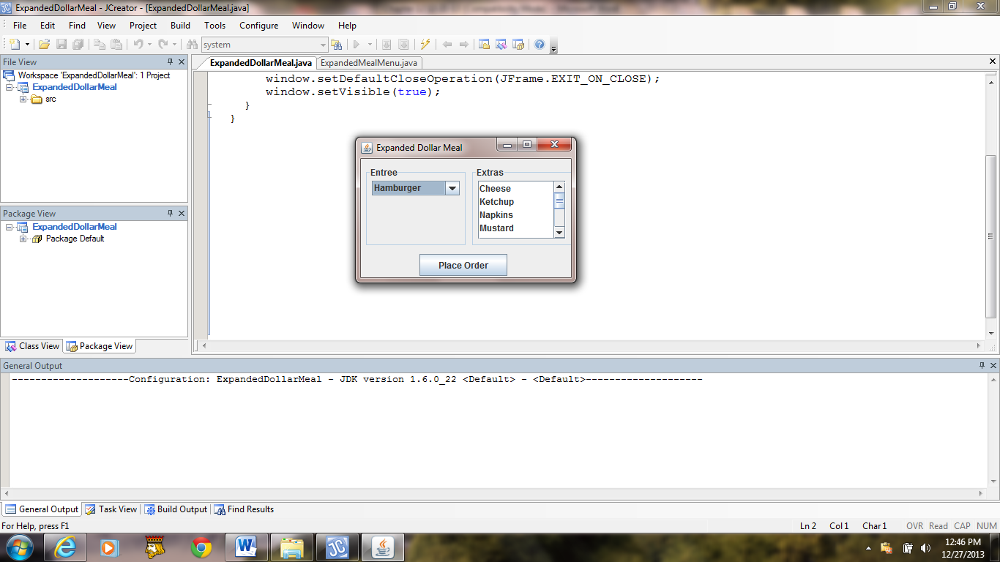 ExpandedDollarMeal - JCreator - [ExpandedDollarMeal.java]
File Edit Find View Project Build Tools Configure Window Help
system
File View
Workspace 'ExpandedDollarMeal': 1 Project
ExpandedDollarMeal
src
Package View
ExpandedDollarMeal
Package Default
Class View Package View
ExpandedDollarMeal.java ExpandedMealMenu.java
window.setDefaultCloseOperation(JFrame.EXIT_ON_CLOSE);
window.setVisible(true);
}
}
Expanded Dollar Meal
Entree
Hamburger
Extras
Cheese
Ketchup
Napkins
Mustard
Place Order
General Output
--------------------Configuration: ExpandedDollarMeal - JDK version 1.6.0_22 <Default> - <Default>--------------------
General Output Task View Build Output Find Results
For Help, press F1
Ln 2 Col 1 Char 1 OVR Read CAP NUM
12:46 PM
12/27/2013